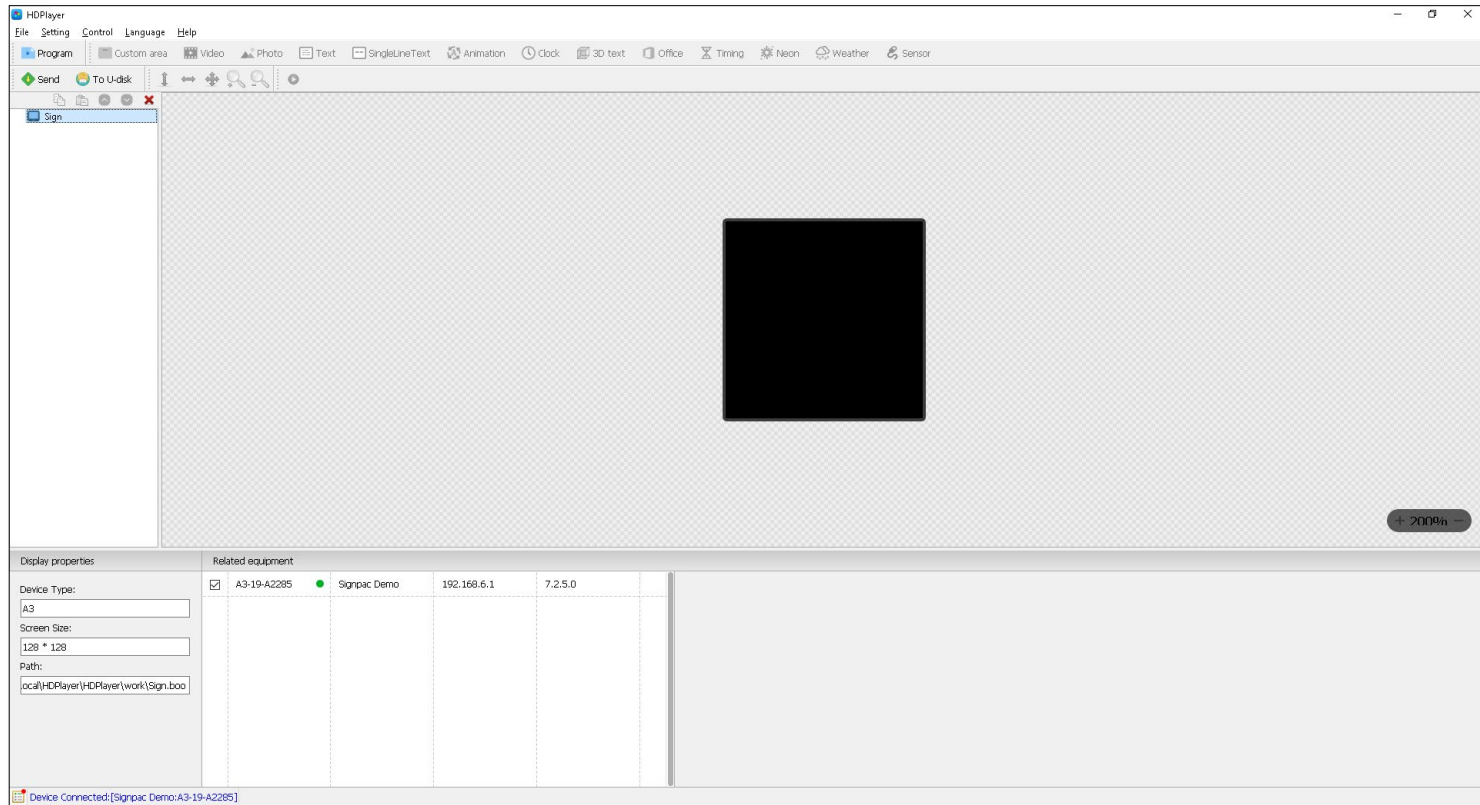 HDPlayer
File Setting Control Language Help
Program Custom area Video Photo Text SingleLineText Animation Clock 3D text Office Timing Neon Weather Sensor
Send To U-disk
Sign
+ 200% −
Display properties Related equipment
Device Type:
A3
Screen Size:
128 * 128
Path:
ocal\HDPlayer\HDPlayer\work\Sign.boo
A3-19-A2285 Signpac Demo 192.168.6.1 7.2.5.0
Device Connected:[Signpac Demo:A3-19-A2285]